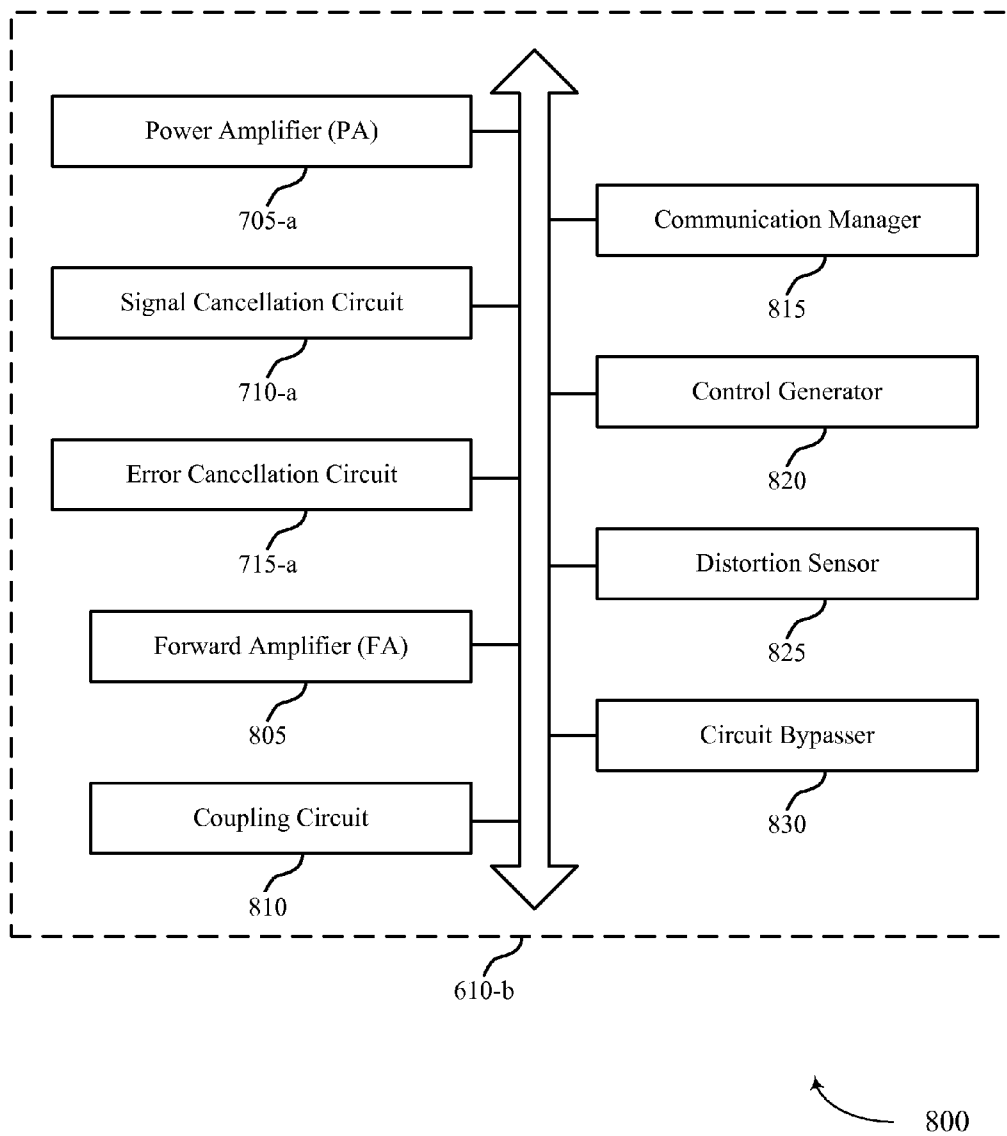 Power Amplifier (PA)
705-a
Signal Cancellation Circuit
710-a
Error Cancellation Circuit
715-a
Forward Amplifier (FA)
805
Coupling Circuit
810
Communication Manager
815
Control Generator
820
Distortion Sensor
825
Circuit Bypasser
830
610-b
800